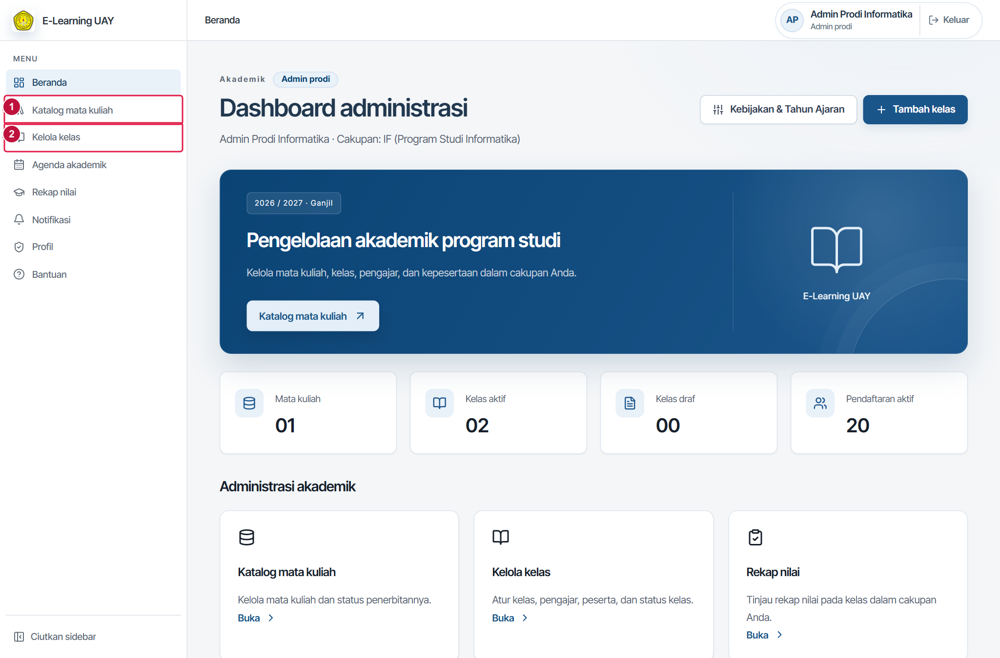 E-Learning UAY
Beranda
AP
Admin Prodi Informatika
Admin prodi
Keluar
MENU
Beranda
1
Katalog mata kuliah
2
Kelola kelas
Agenda akademik
Rekap nilai
Notifikasi
Profil
Bantuan
Ciutkan sidebar
Akademik
Admin prodi
Dashboard administrasi
Admin Prodi Informatika · Cakupan: IF (Program Studi Informatika)
Kebijakan & Tahun Ajaran
+ Tambah kelas
2026 / 2027 · Ganjil
Pengelolaan akademik program studi
Kelola mata kuliah, kelas, pengajar, dan kepesertaan dalam cakupan Anda.
Katalog mata kuliah
E-Learning UAY
Mata kuliah
01
Kelas aktif
02
Kelas draf
00
Pendaftaran aktif
20
Administrasi akademik
Katalog mata kuliah
Kelola mata kuliah dan status penerbitannya.
Buka
Kelola kelas
Atur kelas, pengajar, peserta, dan status kelas.
Buka
Rekap nilai
Tinjau rekap nilai pada kelas dalam cakupan
Anda.
Buka